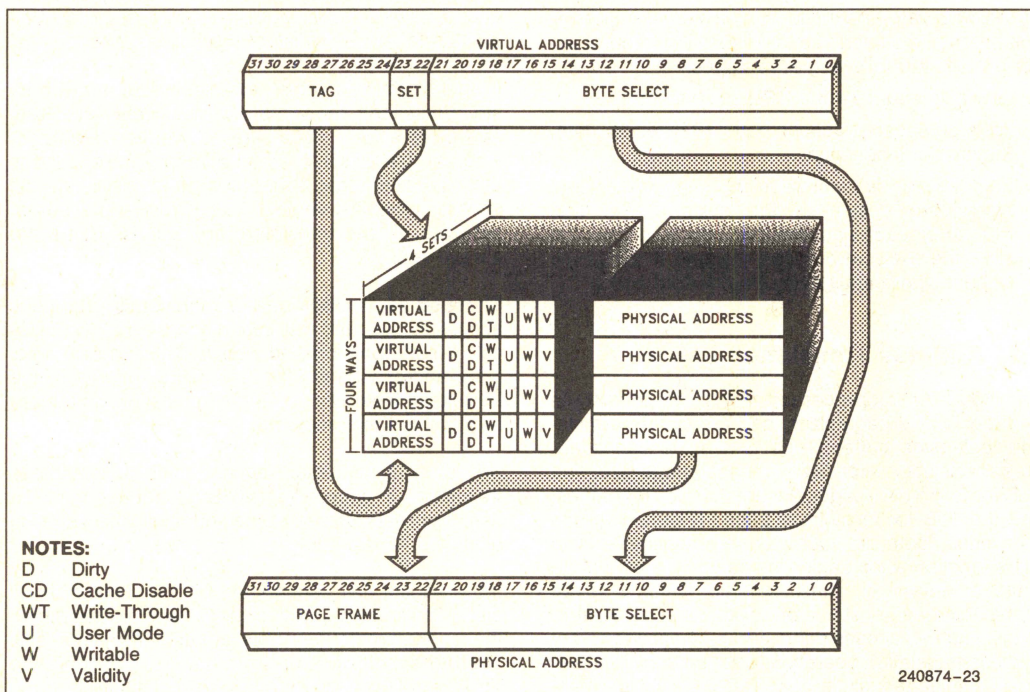 VIRTUAL ADDRESS
31 30 29 28 27 26 25 24 23 22 21 20 19 18 17 16 15 14 13 12 11 10 9 8 7 6 5 4 3 2 1 0
TAG SET BYTE SELECT
4 SETS
FOUR WAYS
VIRTUAL ADDRESS D CD WT U W V PHYSICAL ADDRESS
VIRTUAL ADDRESS D CD WT U W V PHYSICAL ADDRESS
VIRTUAL ADDRESS D CD WT U W V PHYSICAL ADDRESS
VIRTUAL ADDRESS D CD WT U W V PHYSICAL ADDRESS
NOTES:
D Dirty
CD Cache Disable
WT Write-Through
U User Mode
W Writable
V Validity
31 30 29 28 27 26 25 24 23 22 21 20 19 18 17 16 15 14 13 12 11 10 9 8 7 6 5 4 3 2 1 0
PAGE FRAME BYTE SELECT
PHYSICAL ADDRESS
240874-23